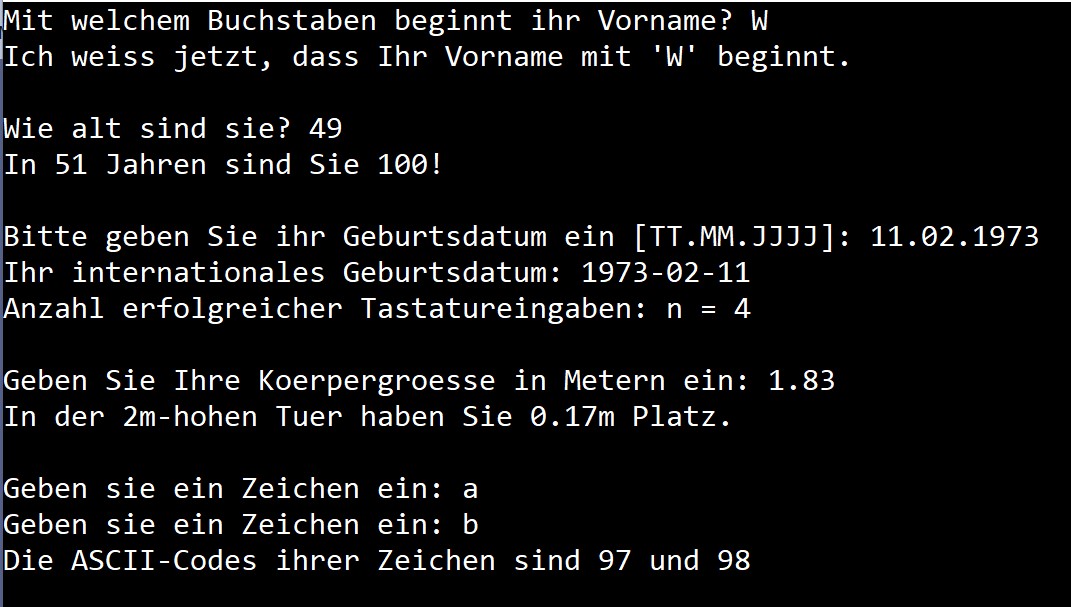 Mit welchem Buchstaben beginnt ihr Vorname? W
Ich weiss jetzt, dass Ihr Vorname mit 'W' beginnt.
Wie alt sind sie? 49
In 51 Jahren sind Sie 100!
Bitte geben Sie ihr Geburtsdatum ein [TT.MM.JJJJ]: 11.02.1973
Ihr internationales Geburtsdatum: 1973-02-11
Anzahl erfolgreicher Tastatureingaben: n = 4
Geben Sie Ihre Koerpergroesse in Metern ein: 1.83
In der 2m-hohen Tuer haben Sie 0.17m Platz.
Geben sie ein Zeichen ein: a
Geben sie ein Zeichen ein: b
Die ASCII-Codes ihrer Zeichen sind 97 und 98